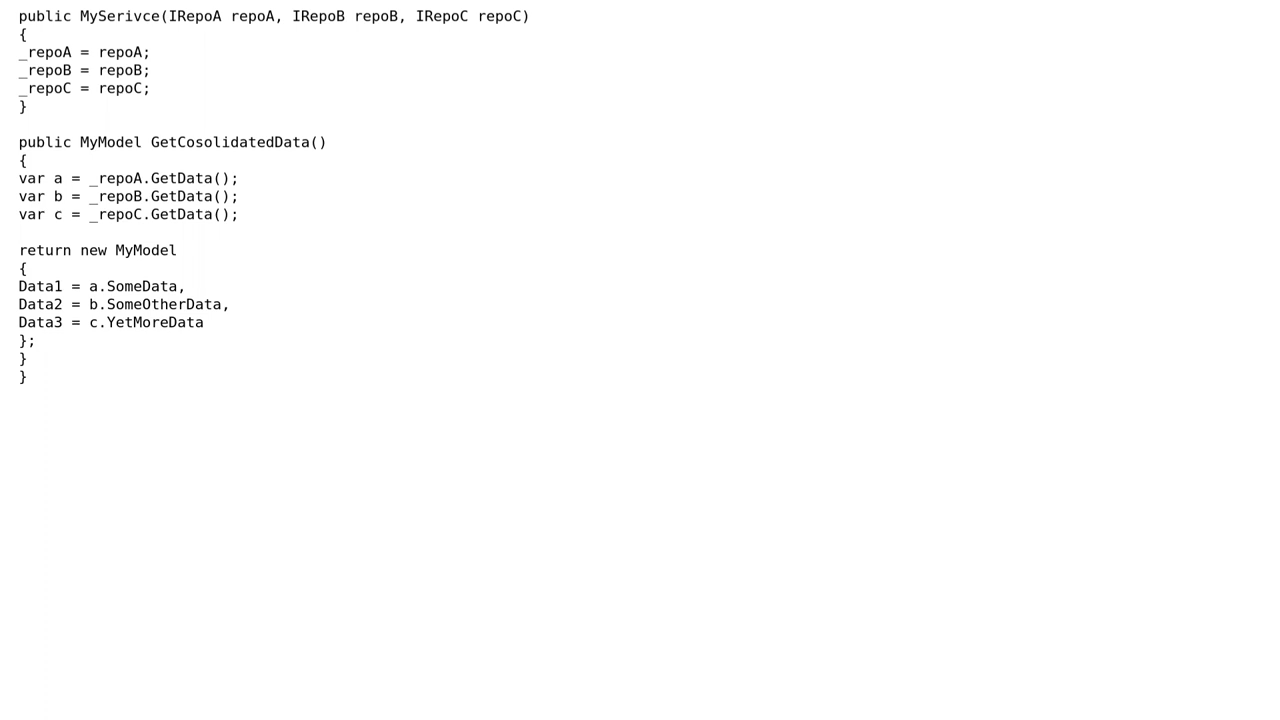 public MySerivce(IRepoA repoA, IRepoB repoB, IRepoC repoC)
{
_repoA = repoA;
_repoB = repoB;
_repoC = repoC;
}

public MyModel GetCosolidatedData()
{
var a = _repoA.GetData();
var b = _repoB.GetData();
var c = _repoC.GetData();

return new MyModel
{
Data1 = a.SomeData,
Data2 = b.SomeOtherData,
Data3 = c.YetMoreData
};
}
}